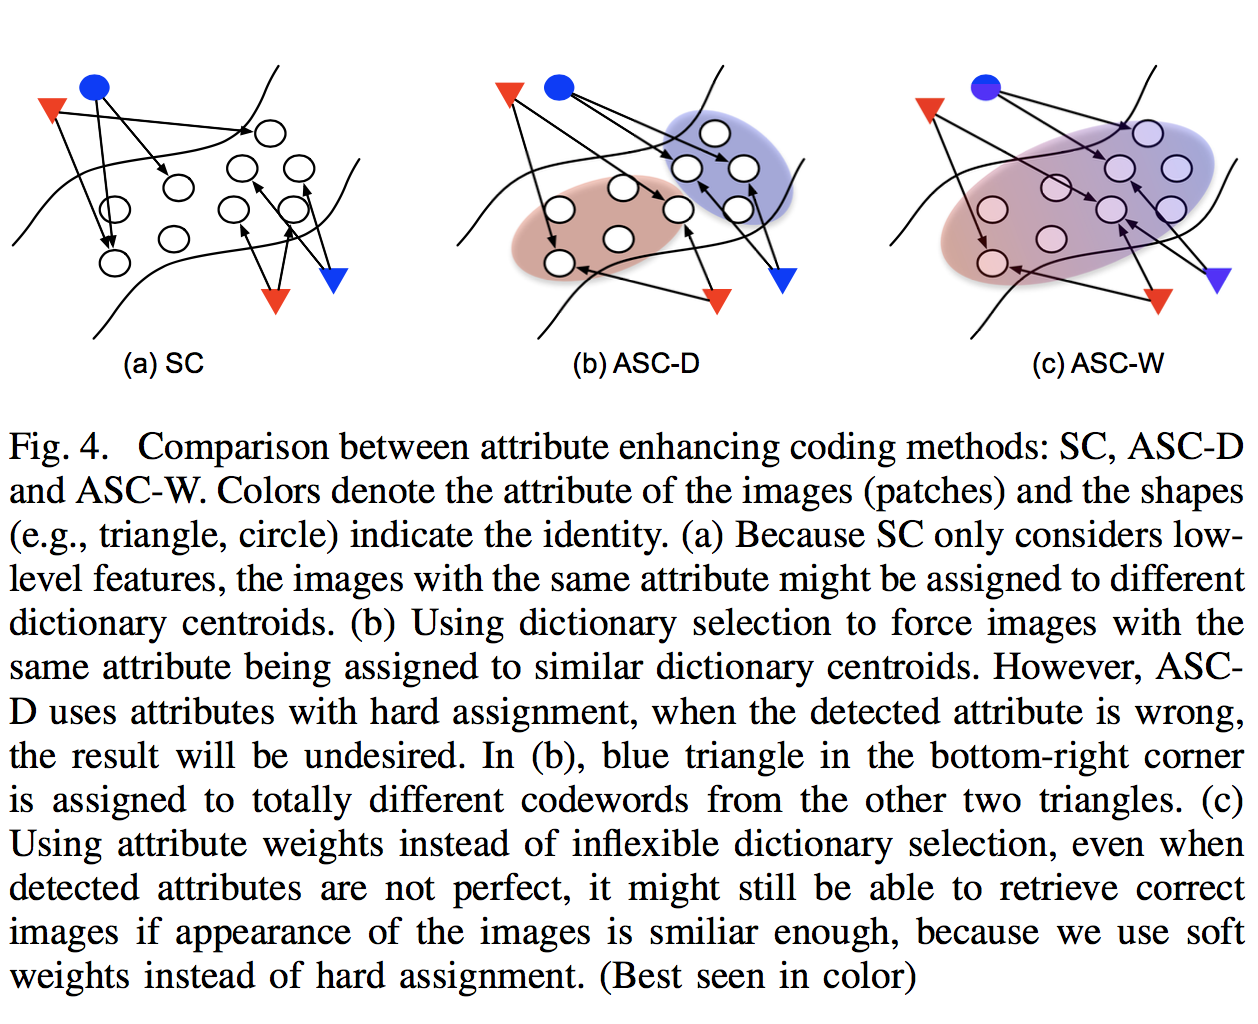 (a) SC
(b) ASC-D
(c) ASC-W
Fig. 4. Comparison between attribute enhancing coding methods: SC, ASC-D
and ASC-W. Colors denote the attribute of the images (patches) and the shapes
(e.g., triangle, circle) indicate the identity. (a) Because SC only considers low-
level features, the images with the same attribute might be assigned to different
dictionary centroids. (b) Using dictionary selection to force images with the
same attribute being assigned to similar dictionary centroids. However, ASC-
D uses attributes with hard assignment, when the detected attribute is wrong,
the result will be undesired. In (b), blue triangle in the bottom-right corner
is assigned to totally different codewords from the other two triangles. (c)
Using attribute weights instead of inflexible dictionary selection, even when
detected attributes are not perfect, it might still be able to retrieve correct
images if appearance of the images is smiliar enough, because we use soft
weights instead of hard assignment. (Best seen in color)